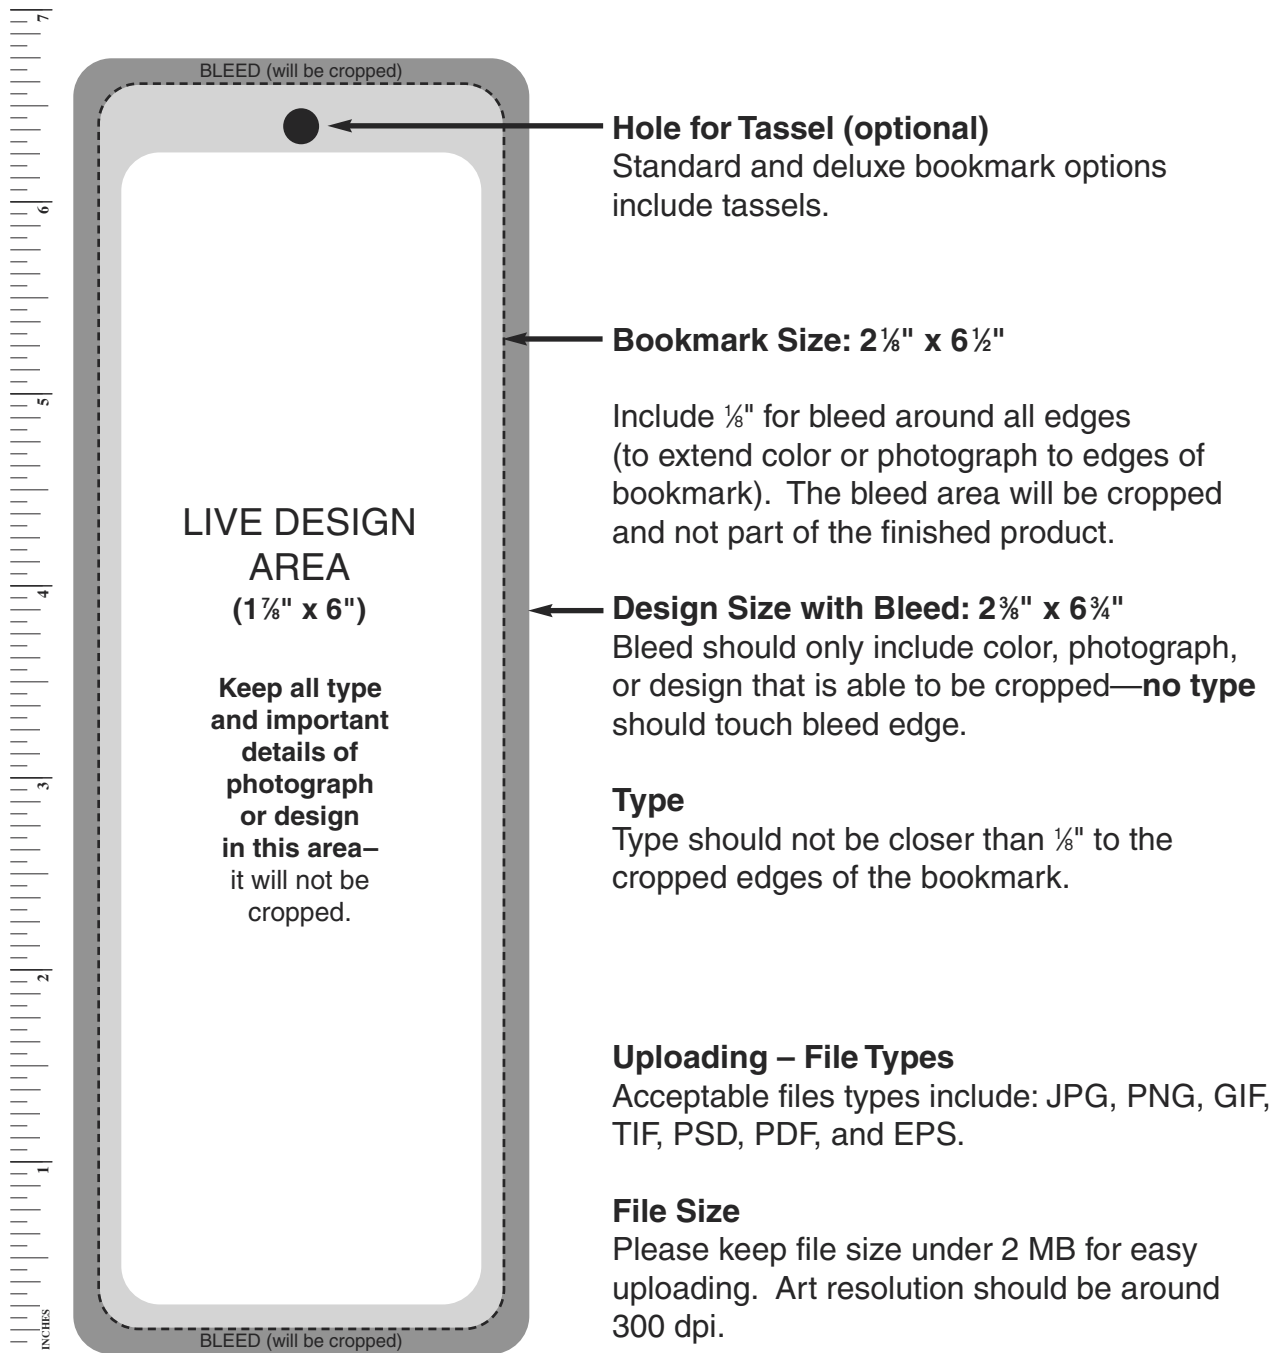 7
6
5
4
3
2
1
INCHES
BLEED (will be cropped)
LIVE DESIGN
AREA
(1⅞" x 6")
Keep all type
and important
details of
photograph
or design
in this area–
it will not be
cropped.
BLEED (will be cropped)
Hole for Tassel (optional)
Standard and deluxe bookmark options
include tassels.
Bookmark Size: 2⅛" x 6½"
Include ⅛" for bleed around all edges
(to extend color or photograph to edges of
bookmark).  The bleed area will be cropped
and not part of the finished product.
Design Size with Bleed: 2⅜" x 6¾"
Bleed should only include color, photograph,
or design that is able to be cropped—no type
should touch bleed edge.
Type
Type should not be closer than ⅛" to the
cropped edges of the bookmark.
Uploading – File Types
Acceptable files types include: JPG, PNG, GIF,
TIF, PSD, PDF, and EPS.
File Size
Please keep file size under 2 MB for easy
uploading.  Art resolution should be around
300 dpi.